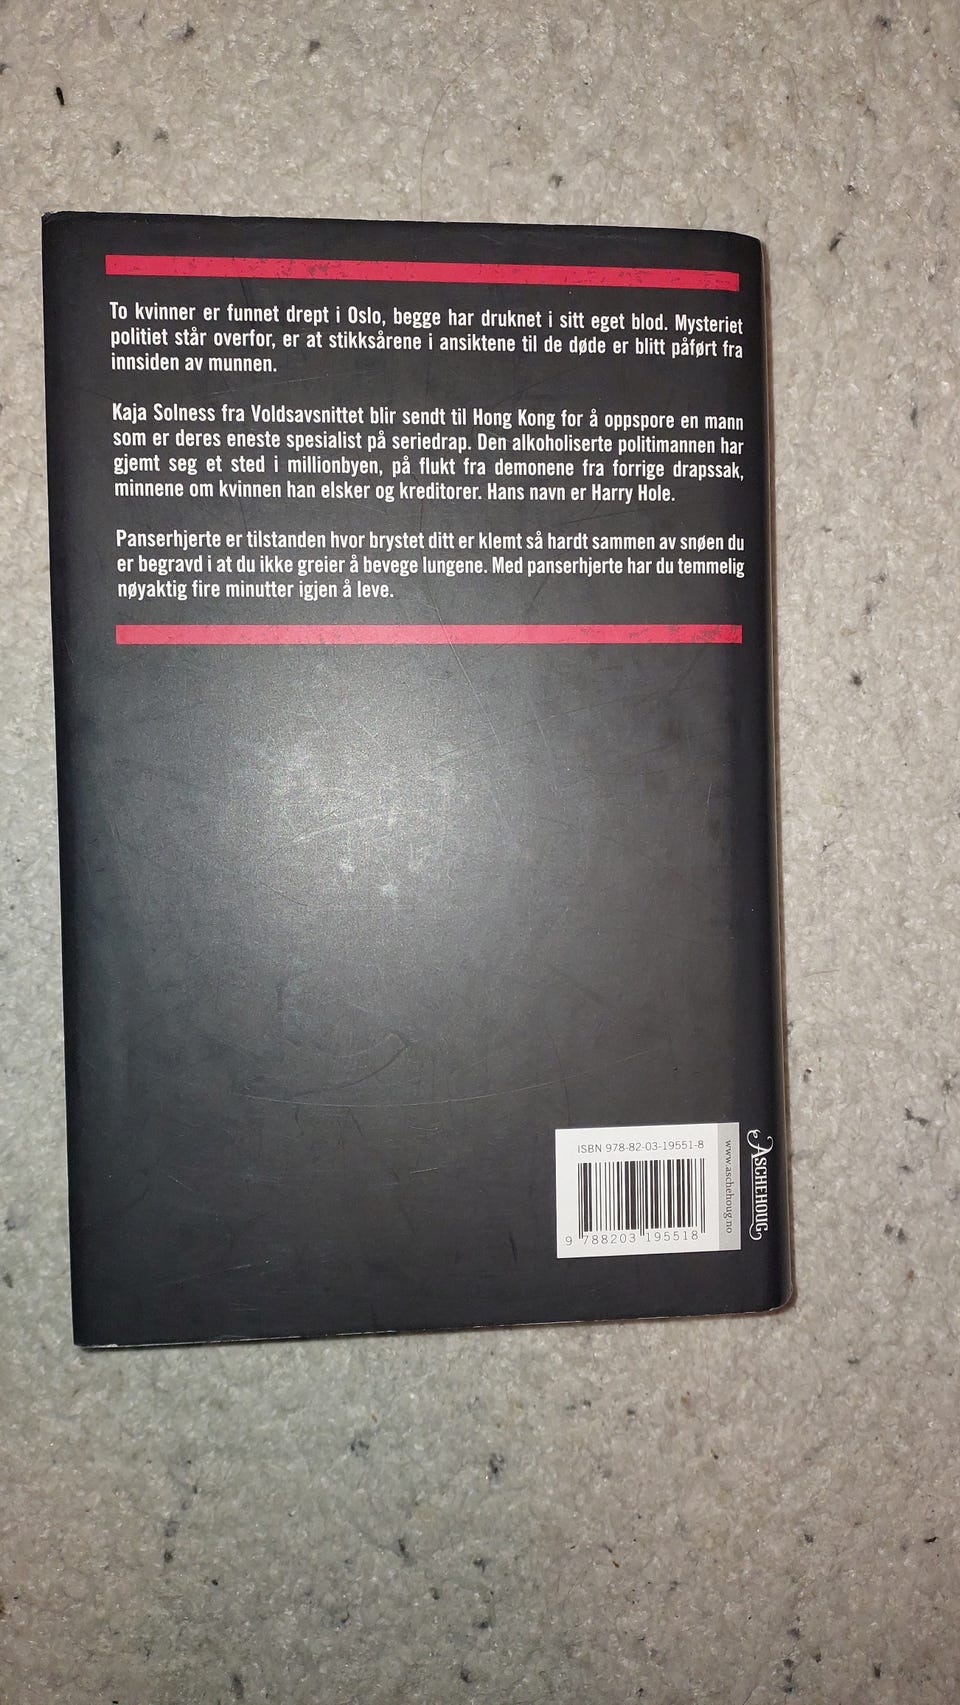 To kvinner er funnet drept i Oslo, begge har druknet i sitt eget blod. Mysteriet
politiet står overfor, er at stikksårene i ansiktene til de døde er blitt påført fra
innsiden av munnen.
Kaja Solness fra Voldsavsnittet blir sendt til Hong Kong for å oppspore en mann
som er deres eneste spesialist på seriedrap. Den alkoholiserte politimannen har
gjemt seg et sted i millionbyen, på flukt fra demonene fra forrige drapssak,
minnene om kvinnen han elsker og kreditorer. Hans navn er Harry Hole.
Panserhjerte er tilstanden hvor brystet ditt er klemt så hardt sammen av snøen du
er begravd i at du ikke greier å bevege lungene. Med panserhjerte har du temmelig
nøyaktig fire minutter igjen å leve.
ISBN 978-82-03-19551-8
9 788203 195518
www.aschehoug.no
ASCHEHOUG